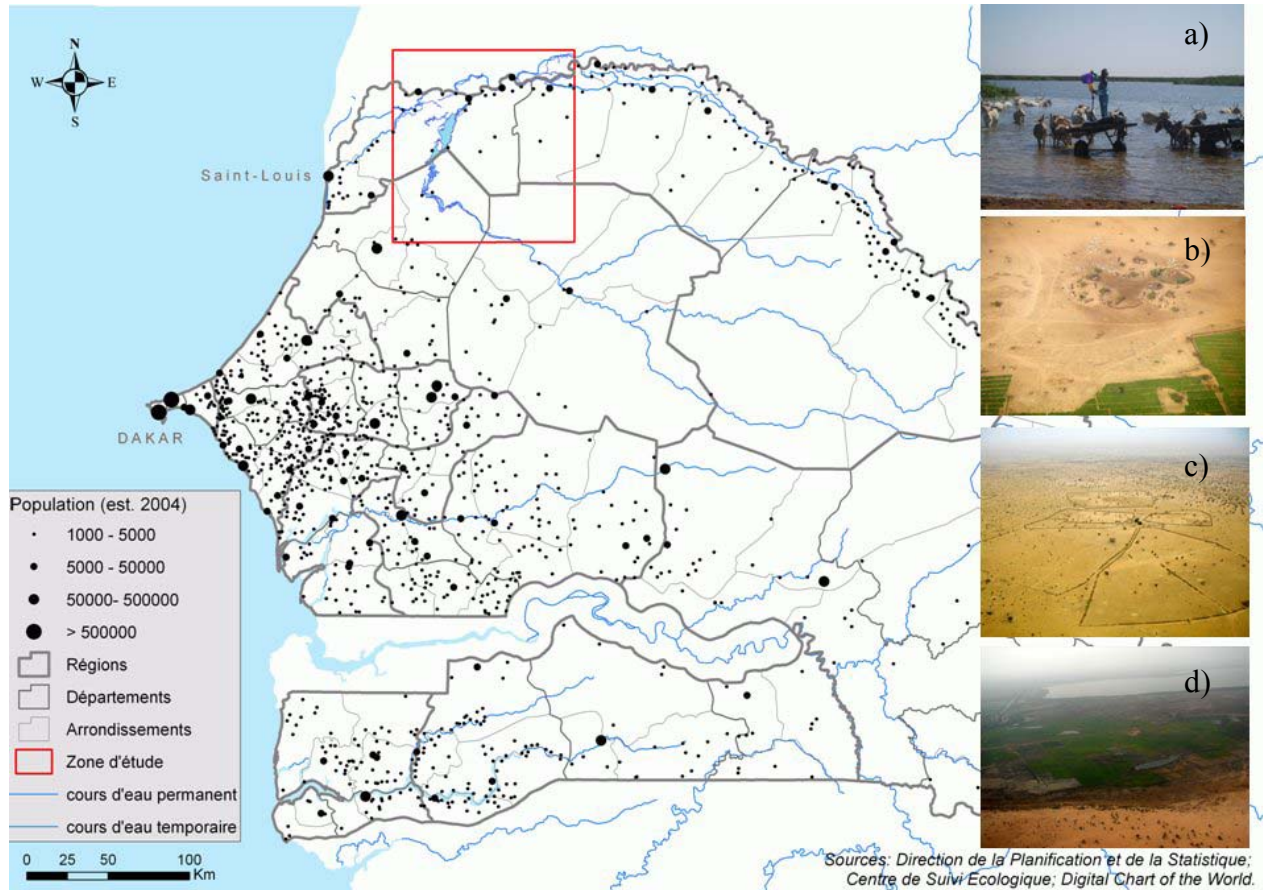 N
W E
S
Saint-Louis
DAKAR
Population (est. 2004)
1000 - 5000
5000 - 50000
50000- 500000
> 500000
Régions
Départements
Arrondissements
Zone d'étude
cours d'eau permanent
cours d'eau temporaire
0 25 50 100
Km
a)
b)
c)
d)
Sources: Direction de la Planification et de la Statistique;
Centre de Suivi Ecologique; Digital Chart of the World.